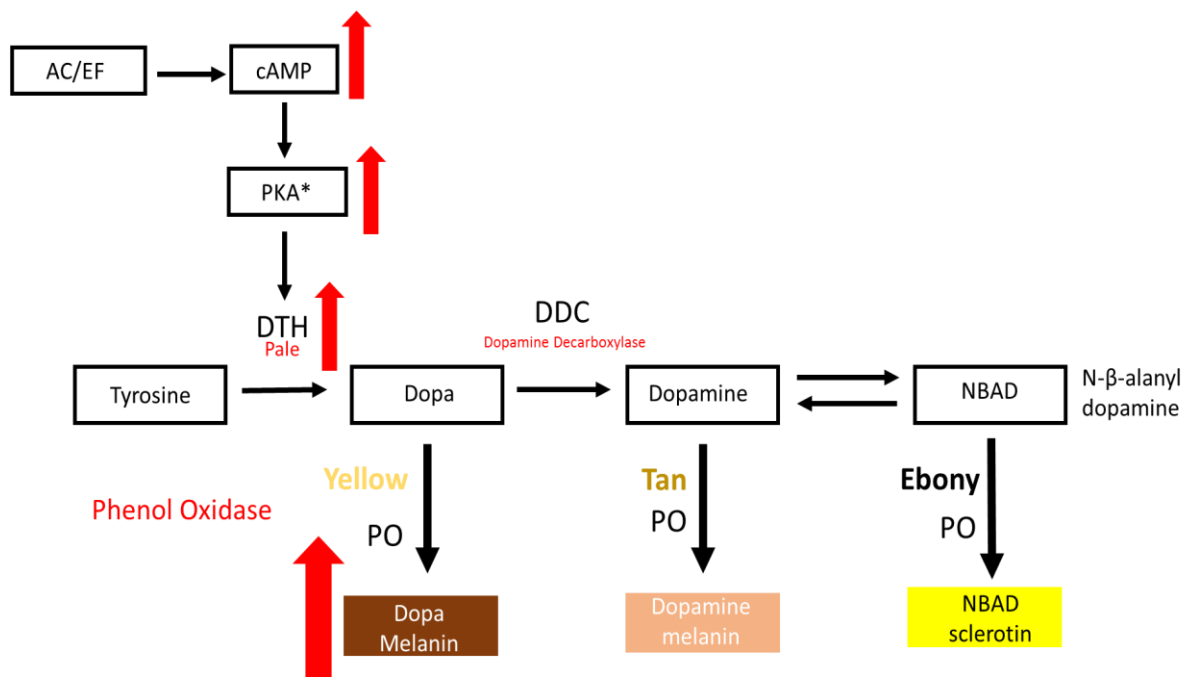 AC/EF
cAMP
PKA*
DTH
Pale
DDC
Dopamine Decarboxylase
Tyrosine
Dopa
Dopamine
NBAD
N-β-alanyl
dopamine
Yellow
PO
Tan
PO
Ebony
PO
Phenol Oxidase
Dopa
Melanin
Dopamine
melanin
NBAD
sclerotin